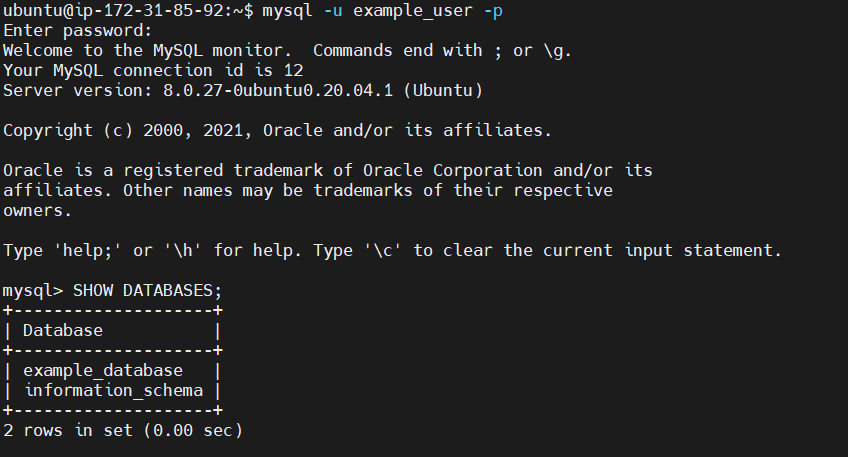 ubuntu@ip-172-31-85-92:~$ mysql -u example_user -p
Enter password:
Welcome to the MySQL monitor.  Commands end with ; or \g.
Your MySQL connection id is 12
Server version: 8.0.27-0ubuntu0.20.04.1 (Ubuntu)

Copyright (c) 2000, 2021, Oracle and/or its affiliates.

Oracle is a registered trademark of Oracle Corporation and/or its
affiliates. Other names may be trademarks of their respective
owners.

Type 'help;' or '\h' for help. Type '\c' to clear the current input statement.

mysql> SHOW DATABASES;
+--------------------+
| Database           |
+--------------------+
| example_database   |
| information_schema |
+--------------------+
2 rows in set (0.00 sec)